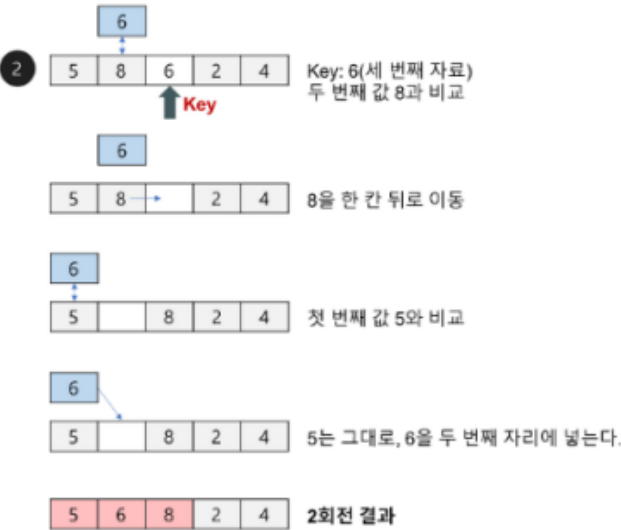 6
2
5 8 6 2 4
Key: 6(세 번째 자료)
두 번째 값 8과 비교
Key
6
5 8 2 4
8을 한 칸 뒤로 이동
6
5 8 2 4
첫 번째 값 5와 비교
6
5 8 2 4
5는 그대로, 6을 두 번째 자리에 넣는다.
5 6 8 2 4
2회전 결과